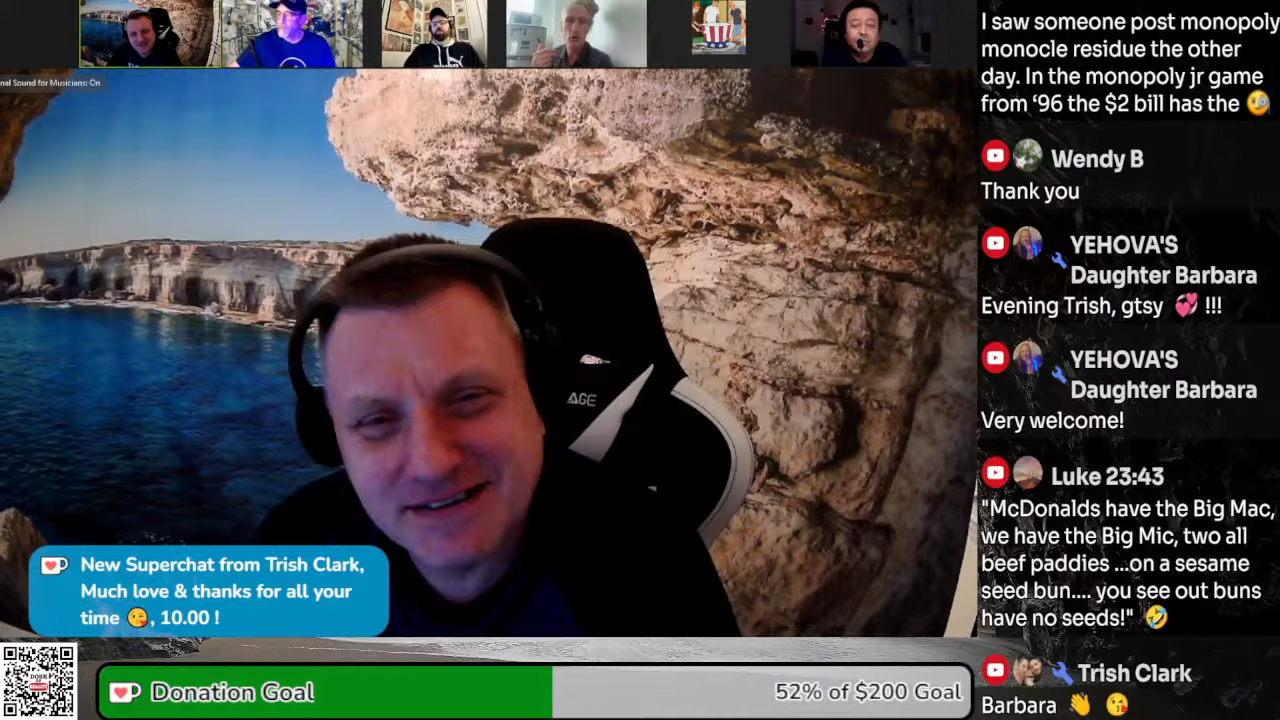 nal Sound for Musicians: On
AGE
New Superchat from Trish Clark,
Much love & thanks for all your
time 😘, 10.00 !
Donation Goal
52% of $200 Goal
I saw someone post monopoly
monocle residue the other
day. In the monopoly jr game
from ‘96 the $2 bill has the 🧐
Wendy B
Thank you
YEHOVA'S
Daughter Barbara
Evening Trish, gtsy 💞 !!!
YEHOVA'S
Daughter Barbara
Very welcome!
Luke 23:43
"McDonalds have the Big Mac,
we have the Big Mic, two all
beef paddies ...on a sesame
seed bun.... you see out buns
have no seeds!" 🤣
Trish Clark
Barbara 👋 😘